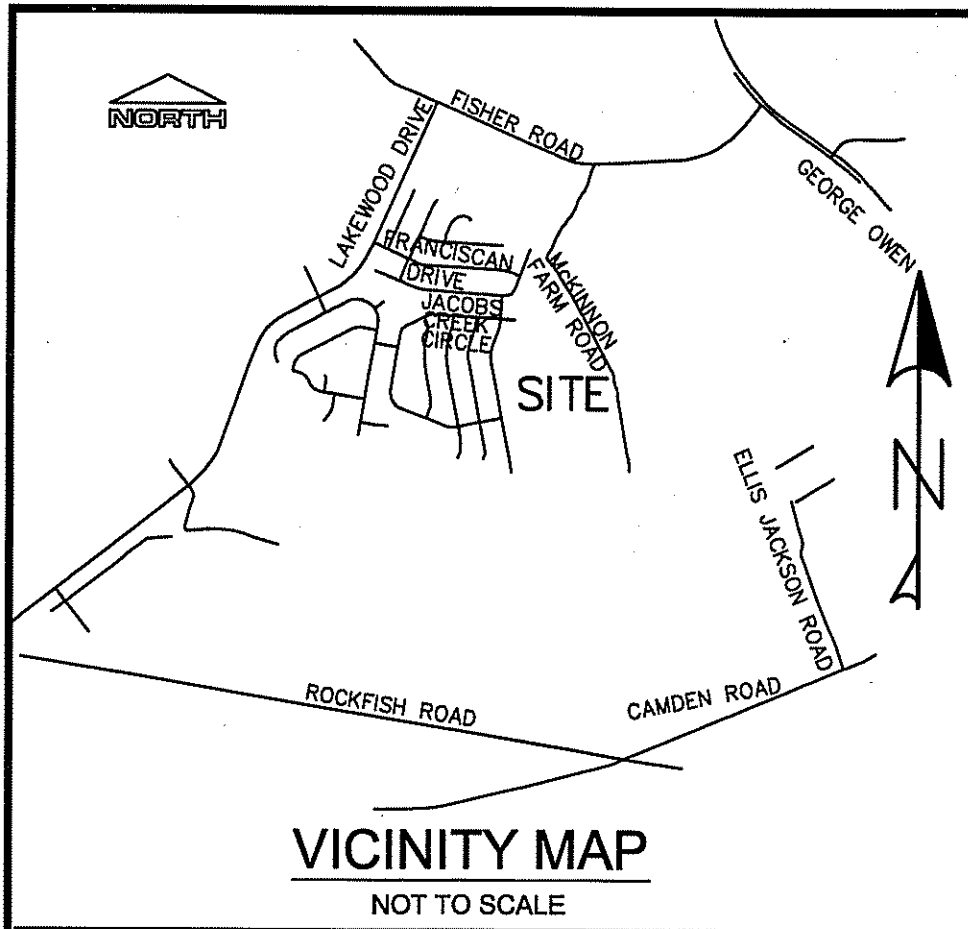 NORTH
FISHER ROAD
LAKEWOOD DRIVE
GEORGE OWEN
FRANCISCAN
DRIVE
McKINNON
FARM ROAD
JACOBS
CREEK
CIRCLE
SITE
N
ELLIS JACKSON ROAD
ROCKFISH ROAD
CAMDEN ROAD
VICINITY MAP
NOT TO SCALE